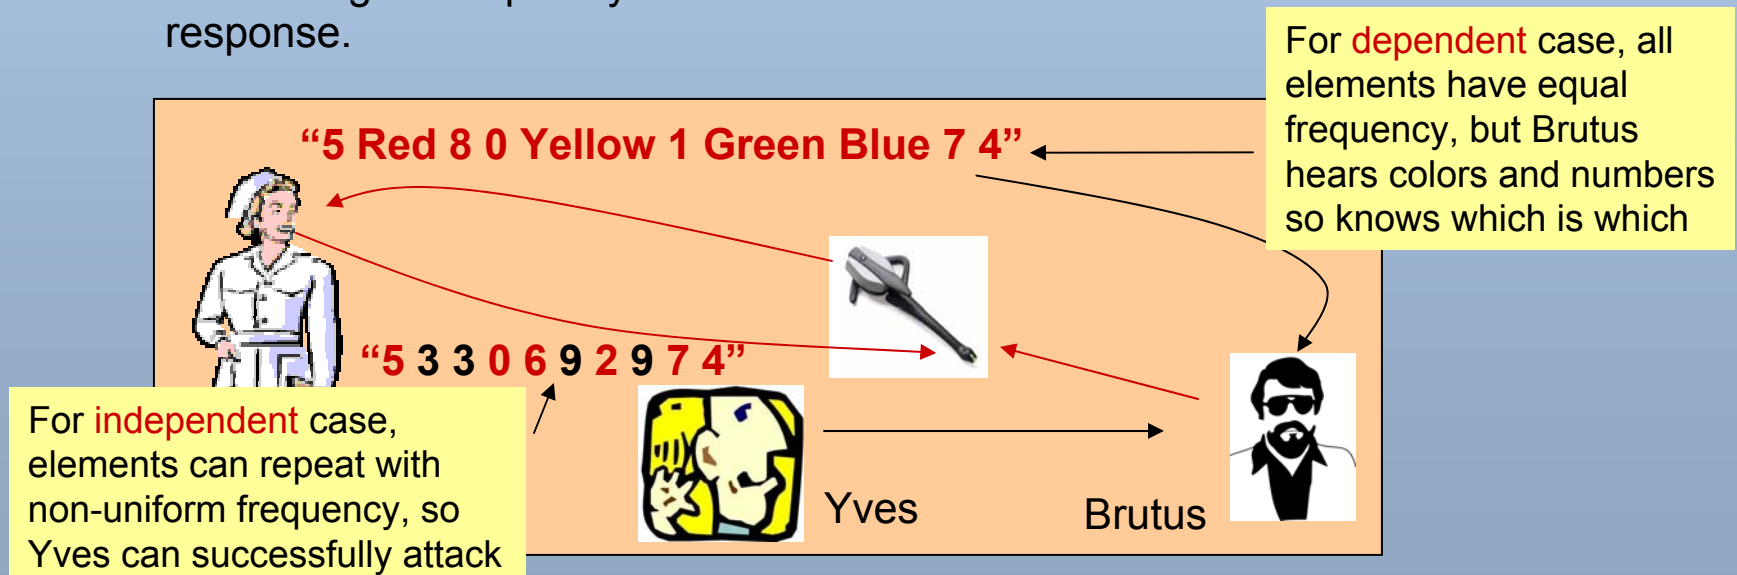 response.
For dependent case, all
elements have equal
frequency, but Brutus
hears colors and numbers
so knows which is which
“5 Red 8 0 Yellow 1 Green Blue 7 4”
“5 3 3 0 6 9 2 9 7 4”
For independent case,
elements can repeat with
non-uniform frequency, so
Yves can successfully attack
Yves
Brutus